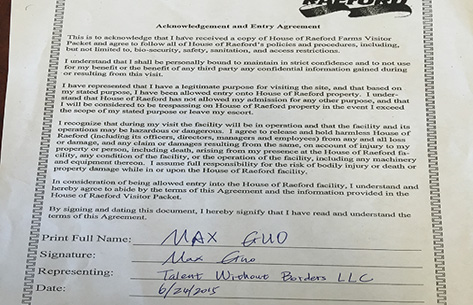 RAEFORD
Acknowledgement and Entry Agreement
This is to acknowledge that I have received a copy of House of Raeford Farms Visitor
Packet and agree to follow all of House of Raeford's policies and procedures, including,
but not limited to, bio-security, safety, sanitation, and access restrictions.
I understand that I shall be personally bound to maintain in strict confidence and to not use
for my benefit or the benefit of any third party any confidential information gained during
or resulting from this visit.
I have represented that I have a legitimate purpose for visiting the site, and that based on
my stated purpose, I have been allowed entry onto House of Raeford property. I under-
stand that House of Raeford has not allowed my admission for any other purpose, and that
I will be considered to be trespassing on House of Raeford property in the event I exceed
the scope of my stated purpose or leave my escort.
I recognize that during my visit the facility will be in operation and that the facility and its
operations may be hazardous or dangerous. I agree to release and hold harmless House of
Raeford (including its officers, directors, managers and employees) from any and all loss
or damage, and any claim or damages resulting from the same, on account of injury to my
property or person, including death, arising from my presence at the House of Raeford fa-
cility, any condition of the facility, or the operation of the facility, including any machinery
and equipment thereon. I assume full responsibility for the risk of bodily injury or death or
property damage while in or upon the House of Raeford facility.
In consideration of being allowed entry into the House of Raeford facility, I understand and
hereby agree to abide by the terms of this Agreement and the information provided in the
House of Raeford Visitor Packet.
By signing and dating this document, I hereby signify that I have read and understand the
terms of this Agreement.
Print Full Name: MAX GUO
Signature: Max Guo
Representing: Talent Without Borders LLC
Date: 6/24/2015